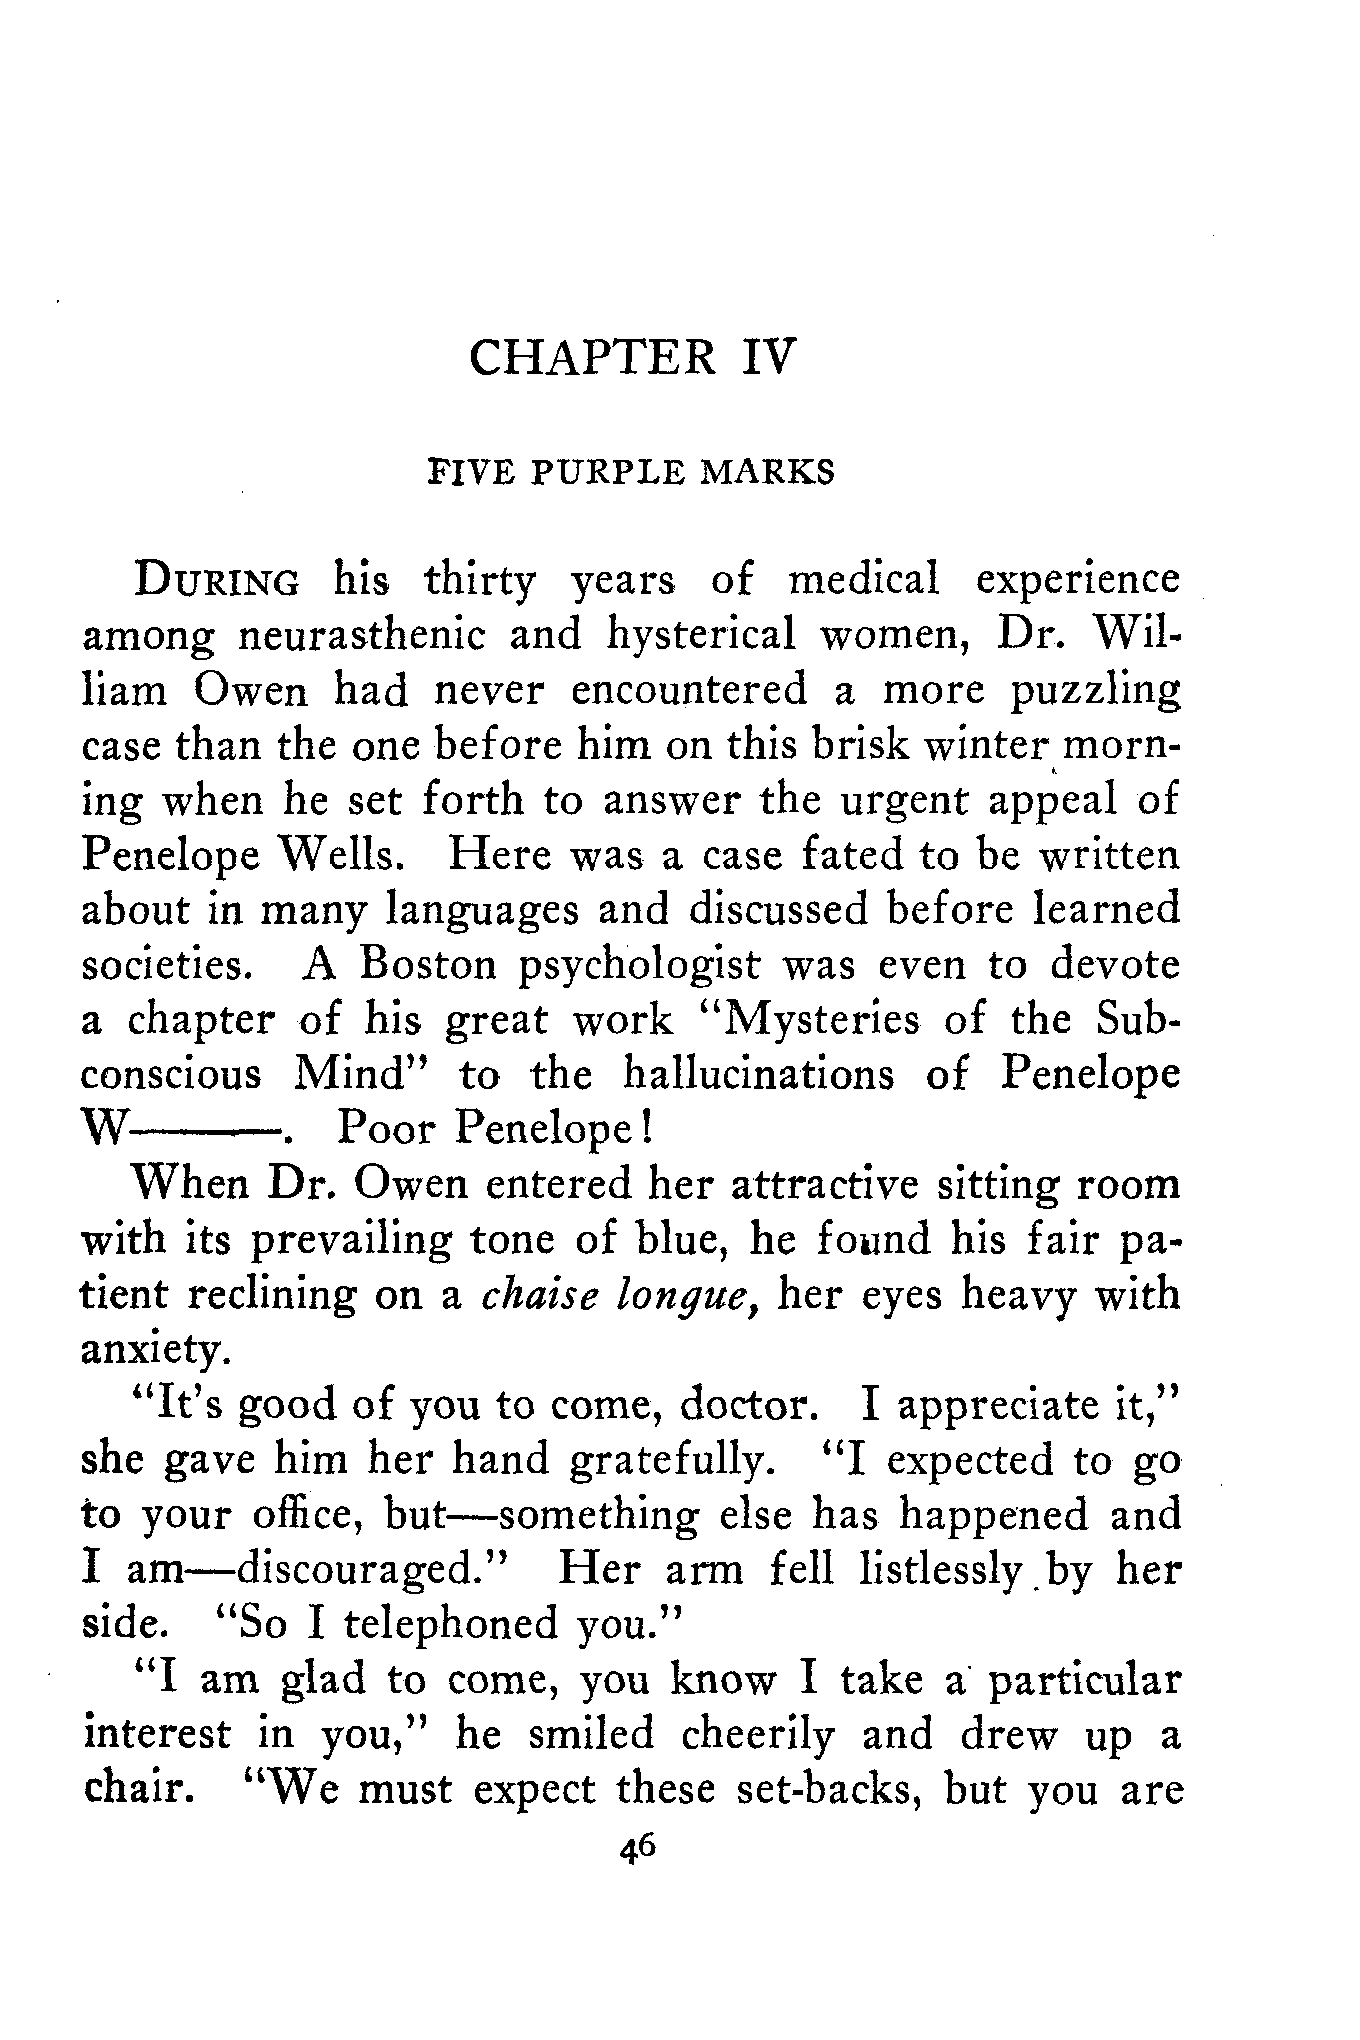 CHAPTER IV
FIVE PURPLE MARKS
DURING his thirty years of medical experience
among neurasthenic and hysterical women, Dr. Wil-
liam Owen had never encountered a more puzzling
case than the one before him on this brisk winter morn-
ing when he set forth to answer the urgent appeal of
Penelope Wells. Here was a case fated to be written
about in many languages and discussed before learned
societies. A Boston psychologist was even to devote
a chapter of his great work "Mysteries of the Sub-
conscious Mind" to the hallucinations of Penelope
W———. Poor Penelope!
When Dr. Owen entered her attractive sitting room
with its prevailing tone of blue, he found his fair pa-
tient reclining on a chaise longue, her eyes heavy with
anxiety.
"It's good of you to come, doctor. I appreciate it,"
she gave him her hand gratefully. "I expected to go
to your office, but—something else has happened and
I am—discouraged." Her arm fell listlessly by her
side. "So I telephoned you."
"I am glad to come, you know I take a particular
interest in you," he smiled cheerily and drew up a
chair. "We must expect these set-backs, but you are
46